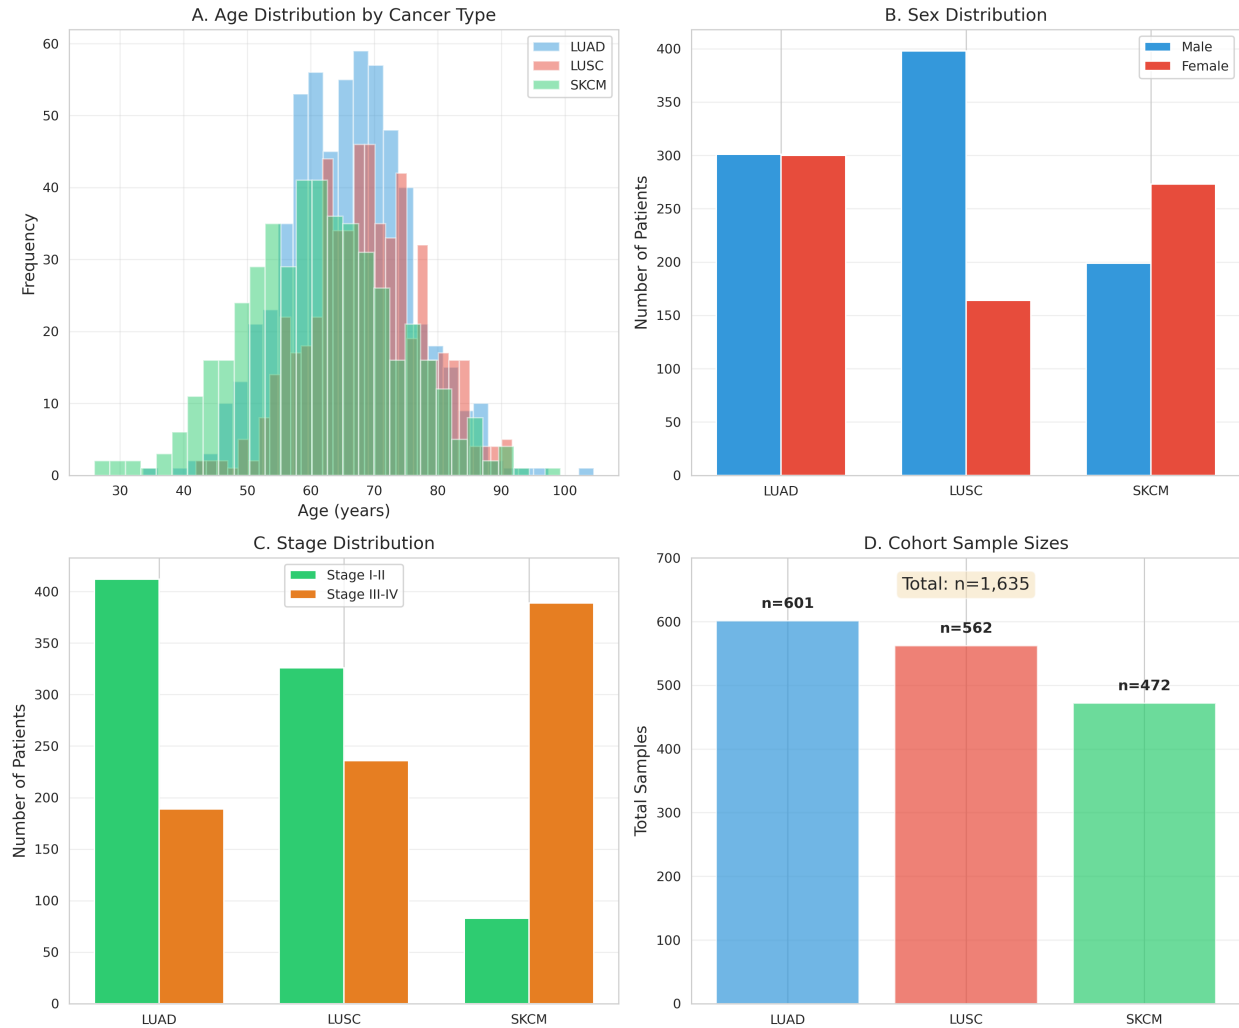 A. Age Distribution by Cancer Type
LUAD
LUSC
SKCM
60
50
40
30
20
10
0
Frequency
30 40 50 60 70 80 90 100
Age (years)
B. Sex Distribution
Male
Female
400
350
300
250
200
150
100
50
0
Number of Patients
LUAD LUSC SKCM
C. Stage Distribution
Stage I-II
Stage III-IV
400
350
300
250
200
150
100
50
0
Number of Patients
LUAD LUSC SKCM
D. Cohort Sample Sizes
Total: n=1,635
n=601
n=562
n=472
700
600
500
400
300
200
100
0
Total Samples
LUAD LUSC SKCM